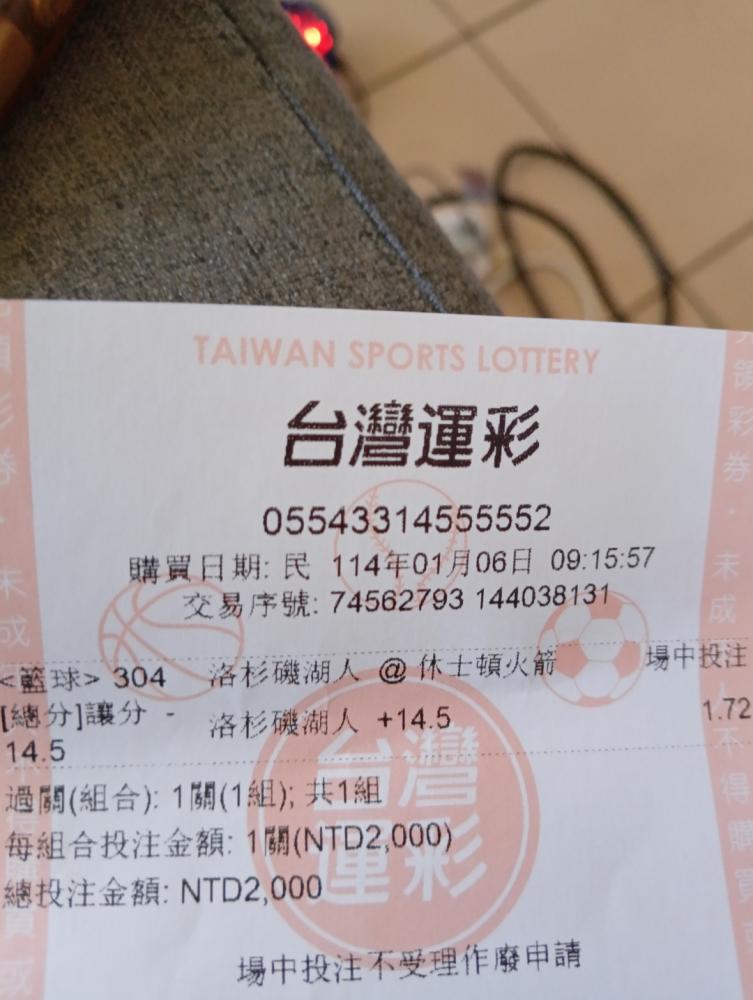 TAIWAN SPORTS LOTTERY
台灣運彩
05543314555552
購買日期: 民 114年01月06日 09:15:57
交易序號: 74562793 144038131
<籃球> 304 洛杉磯湖人 @ 休士頓火箭 場中投注
[總分]讓分 - 洛杉磯湖人 +14.5 1.72
14.5
過關(組合): 1關(1組); 共1組
每組合投注金額: 1關(NTD2,000)
總投注金額: NTD2,000
台灣
運彩
場中投注不受理作廢申請